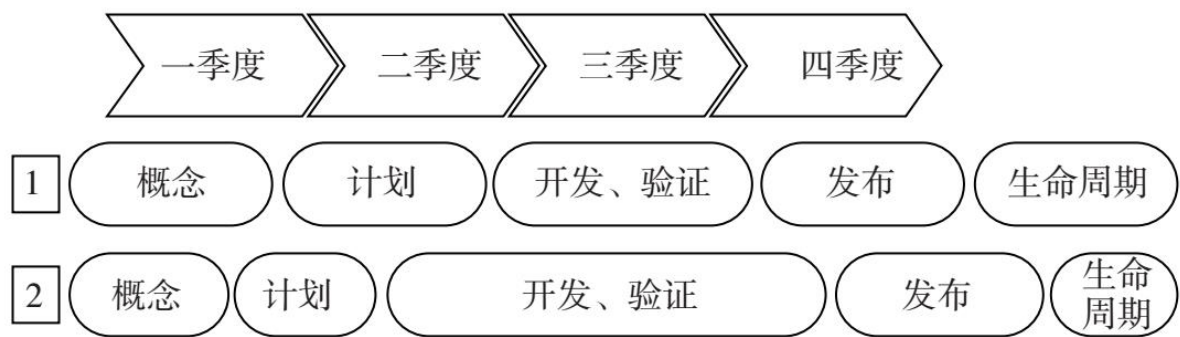 一季度 二季度 三季度 四季度
1 概念 计划 开发、验证 发布 生命周期
2 概念 计划 开发、验证 发布 生命
周期